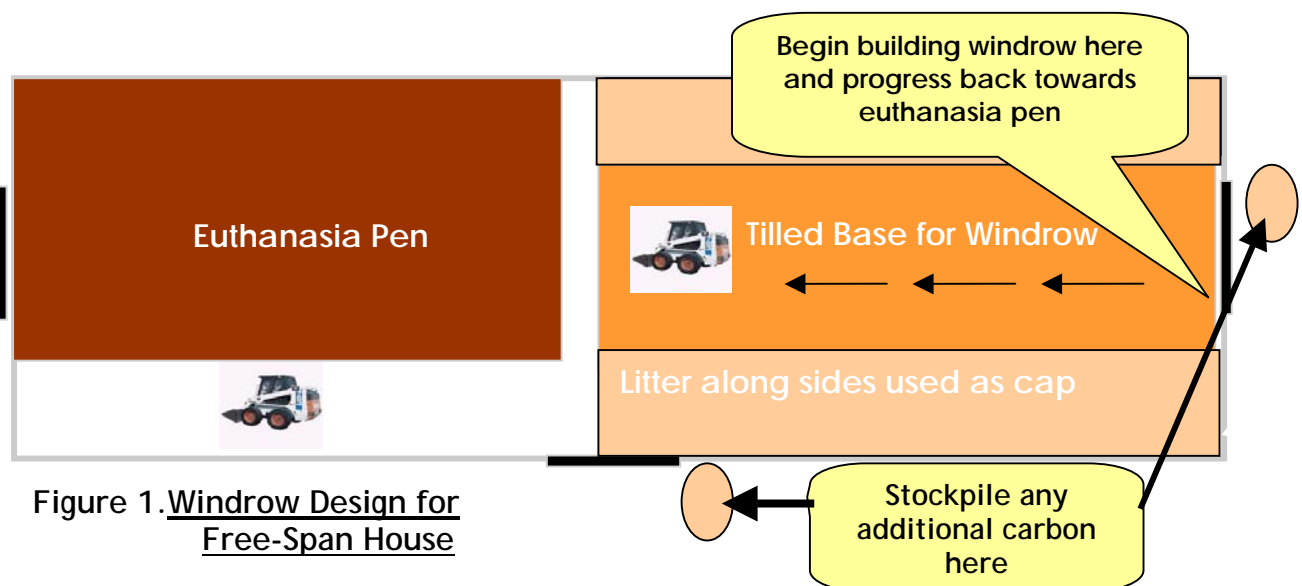 Begin building windrow here
and progress back towards
euthanasia pen
Euthanasia Pen
Tilled Base for Windrow
Litter along sides used as cap
Stockpile any
additional carbon
here
Figure 1.Windrow Design for
Free-Span House